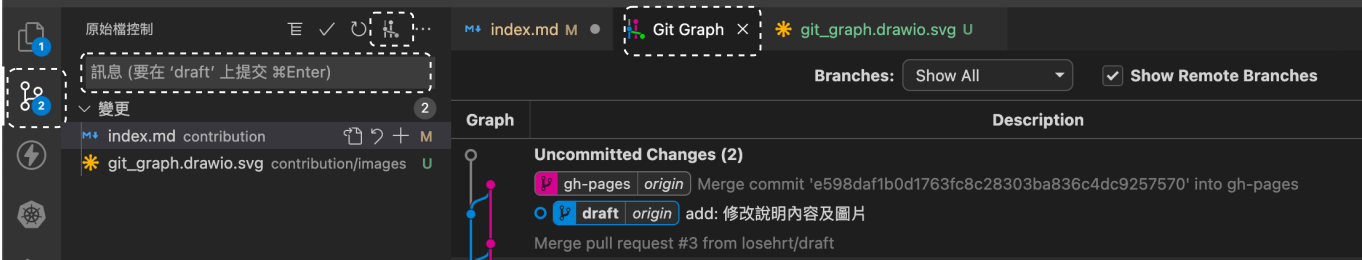 1
2
原始檔控制
訊息 (要在 ‘draft’ 上提交 ⌘Enter)
變更 2
index.md contribution M
git_graph.drawio.svg contribution/images U
index.md M
Git Graph
git_graph.drawio.svg U
Branches: Show All Show Remote Branches
Graph Description
Uncommitted Changes (2)
gh-pages origin Merge commit 'e598daf1b0d1763fc8c28303ba836c4dc9257570' into gh-pages
draft origin add: 修改說明內容及圖片
Merge pull request #3 from losehrt/draft